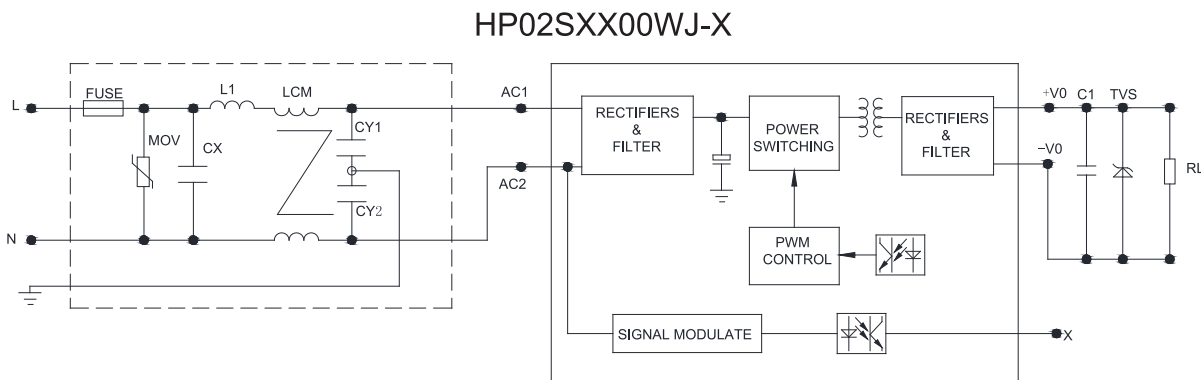 HP02SXX00WJ-X
L
FUSE
L1
LCM
MOV
CX
CY1
CY2
N
AC1
AC2
RECTIFIERS
&
FILTER
POWER
SWITCHING
RECTIFIERS
&
FILTER
PWM
CONTROL
SIGNAL MODULATE
+V0
C1
TVS
−V0
RL
X